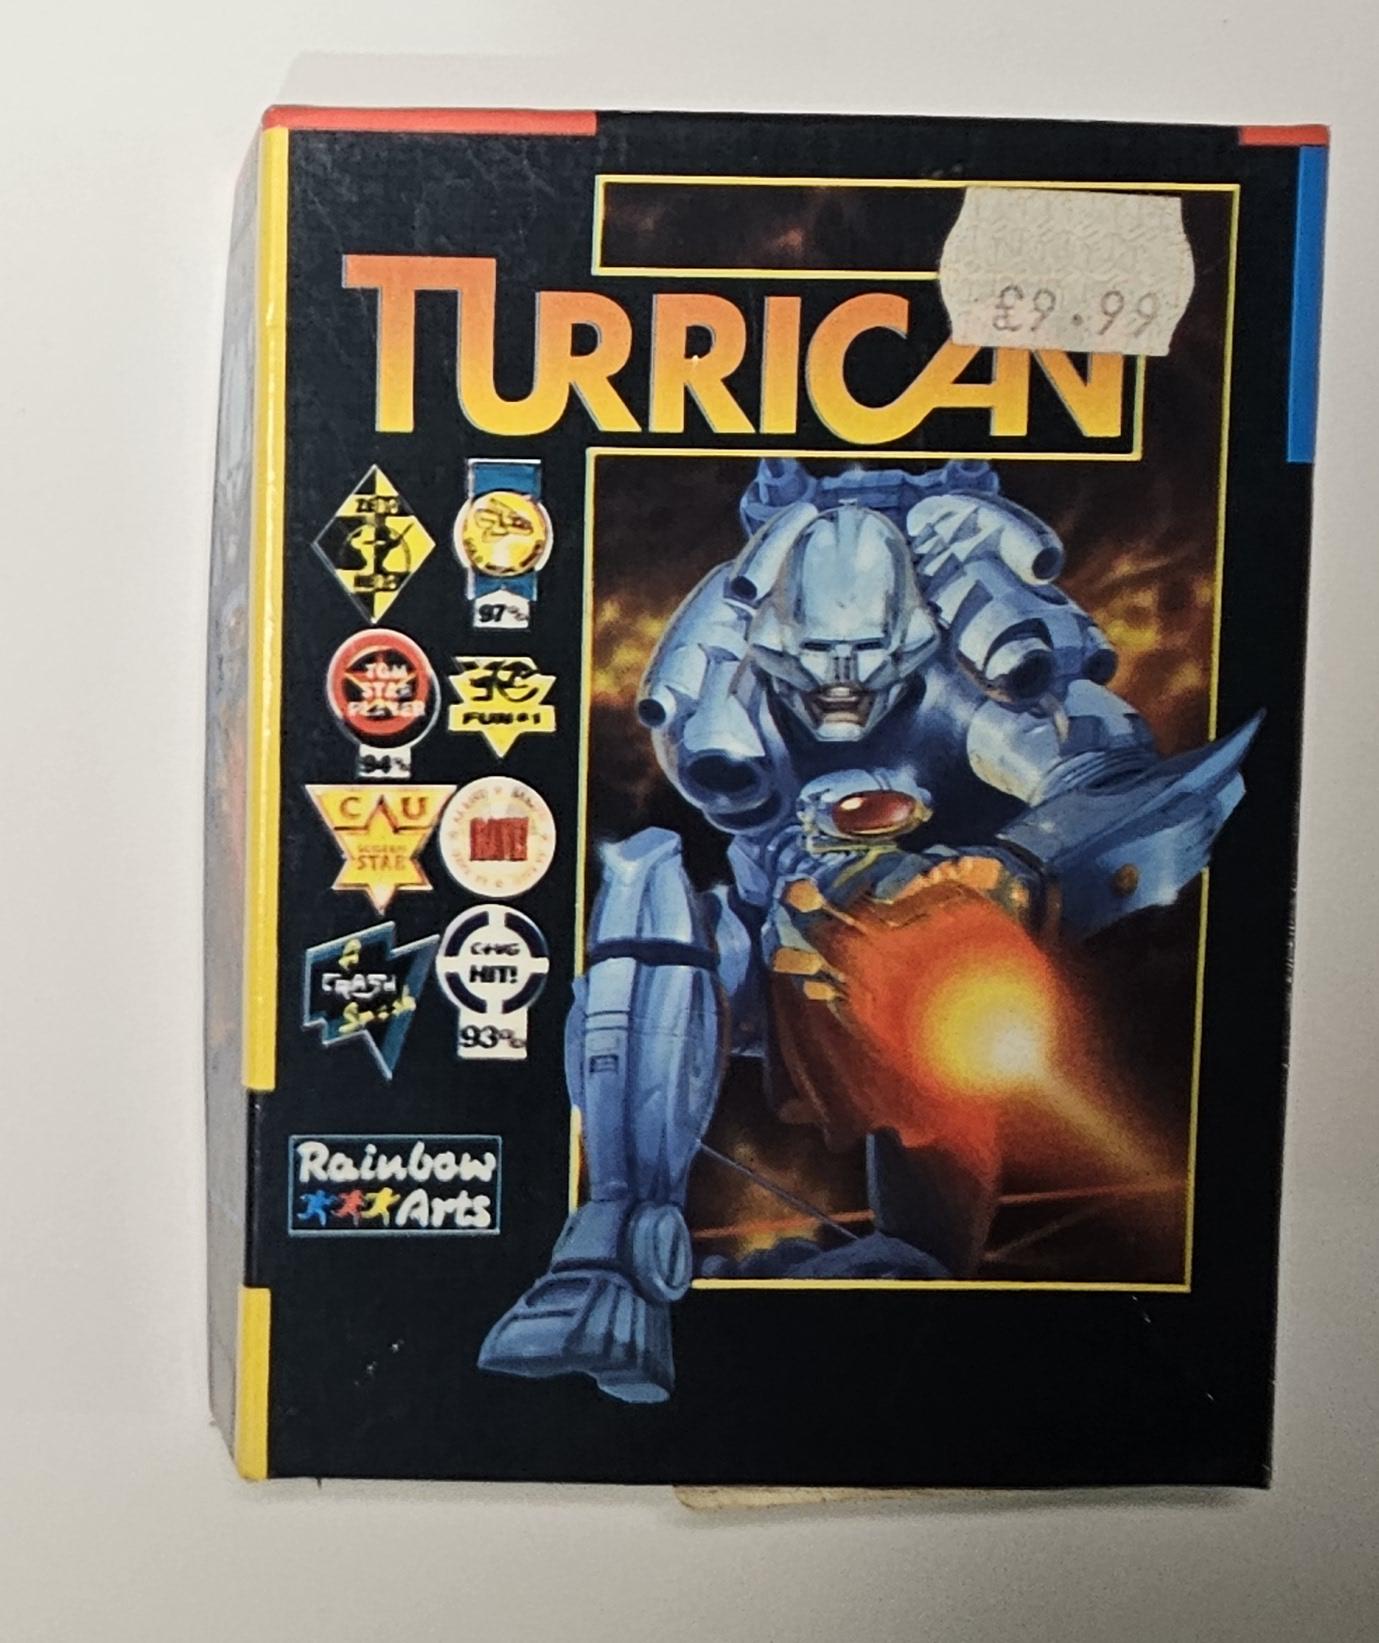 £9.99
TURRICAN
ZERO
HERO
97%
TGM
STAR
PLAYER
94%
FUN #1
CAU
STAR
A
CRASH
Smash
C+VG
HIT!
93%
Rainbow
Arts